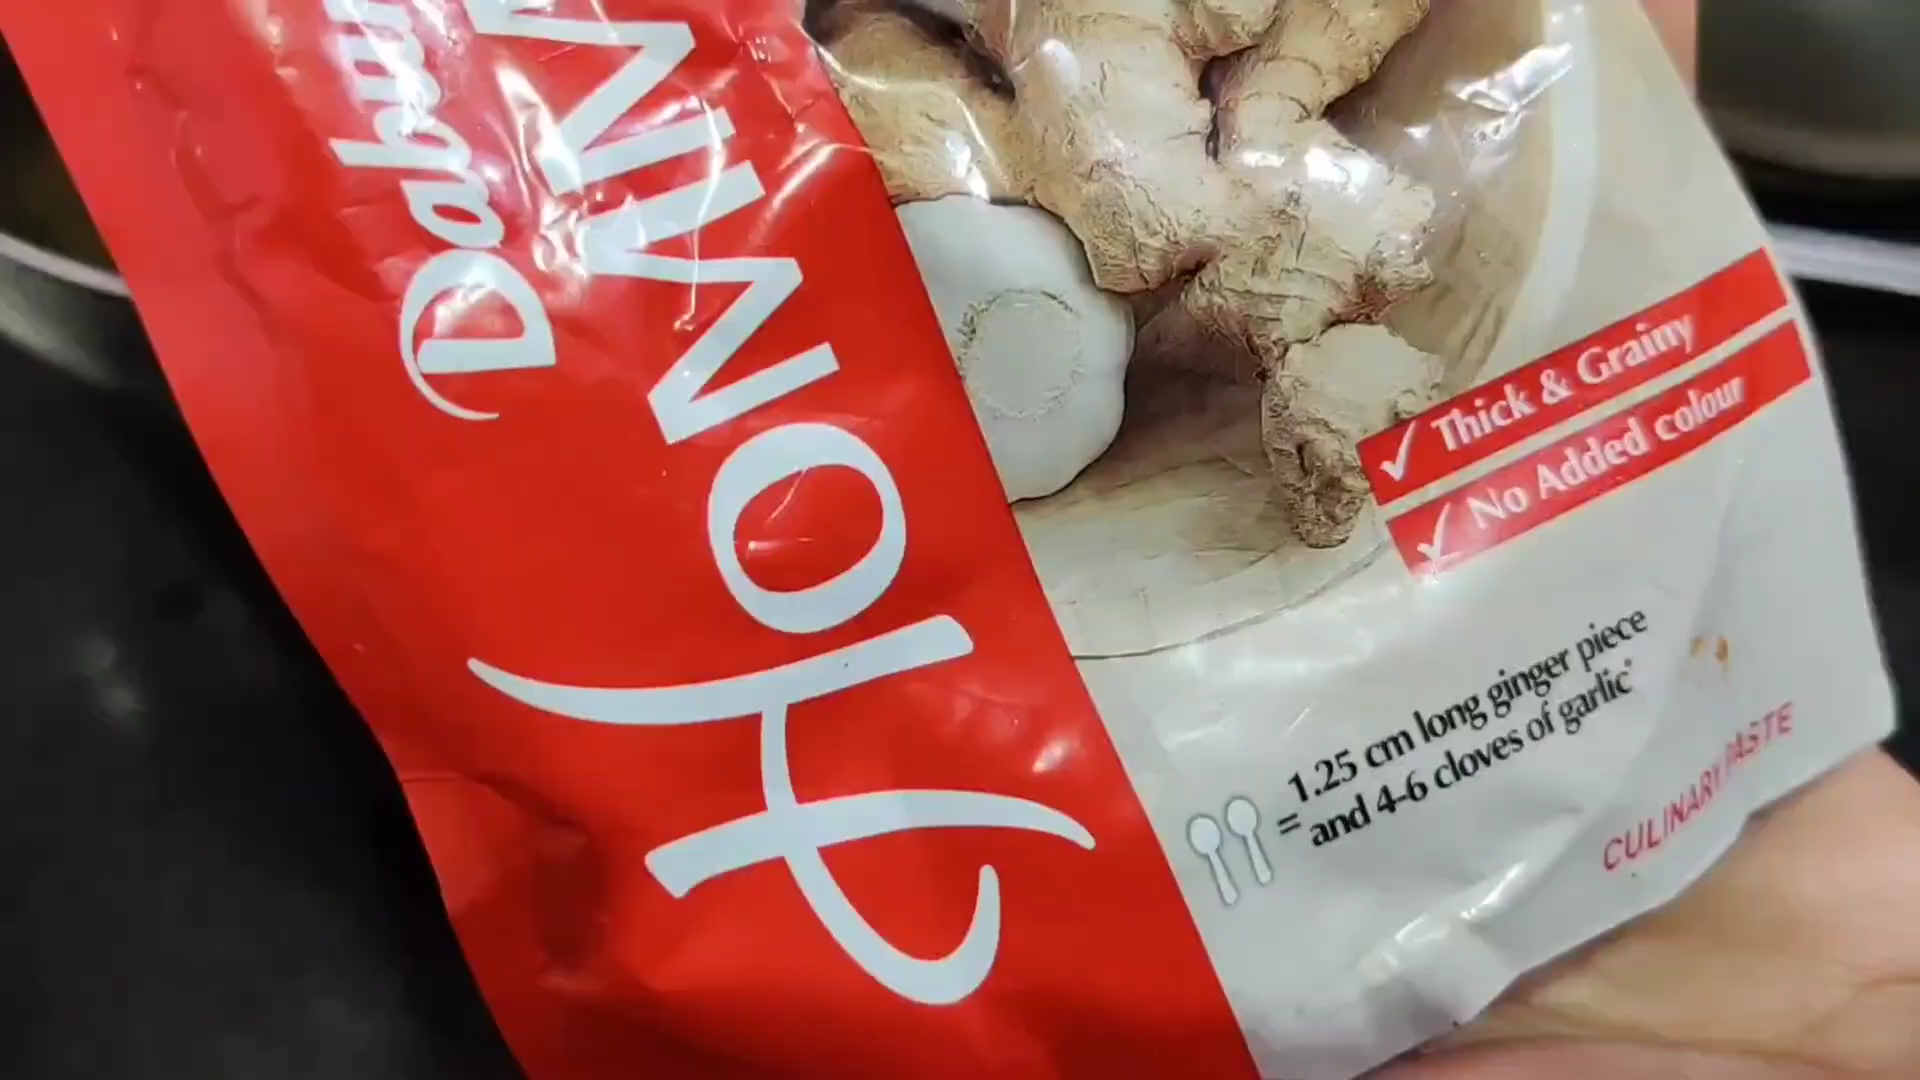 Dabur
HOMM
Thick & Grainy
No Added colour
= 1.25 cm long ginger piece
and 4-6 cloves of garlic*
CULINARY PASTE